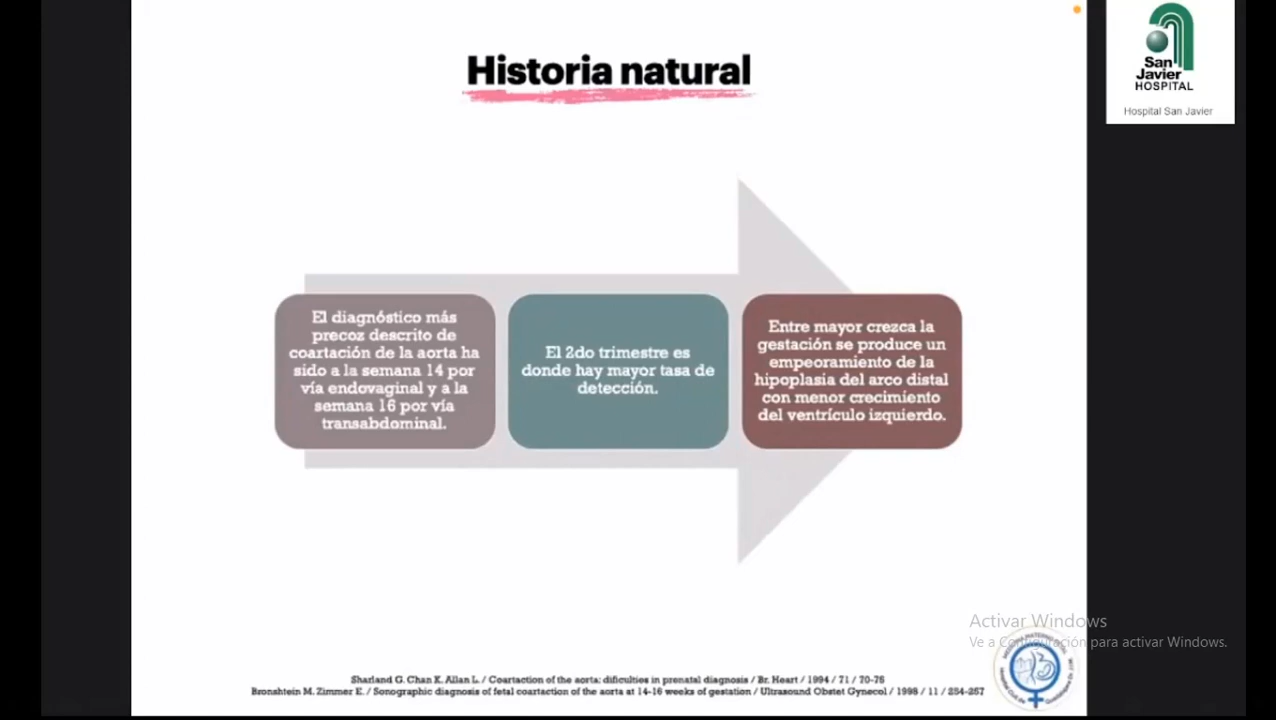 Historia natural
San
Javier
HOSPITAL
Hospital San Javier
El diagnóstico más
precoz descrito de
coartación de la aorta ha
sido a la semana 14 por
vía endovaginal y a la
semana 16 por vía
transabdominal.
El 2do trimestre es
donde hay mayor tasa de
detección.
Entre mayor crezca la
gestación se produce un
empeoramiento de la
hipoplasia del arco distal
con menor crecimiento
del ventrículo izquierdo.
Activar Windows
Ve a Configuración para activar Windows.
Sharland G. Chan K. Allan L. / Coartaction of the aorta: dificulties in prenatal diagnosis / Br. Heart / 1994 / 71 / 70-75
Bronshtein M. Zimmer E. / Sonographic diagnosis of fetal coartaction of the aorta at 14-16 weeks of gestation / Ultrasound Obstet Gynecol / 1998 / 11 / 254-257